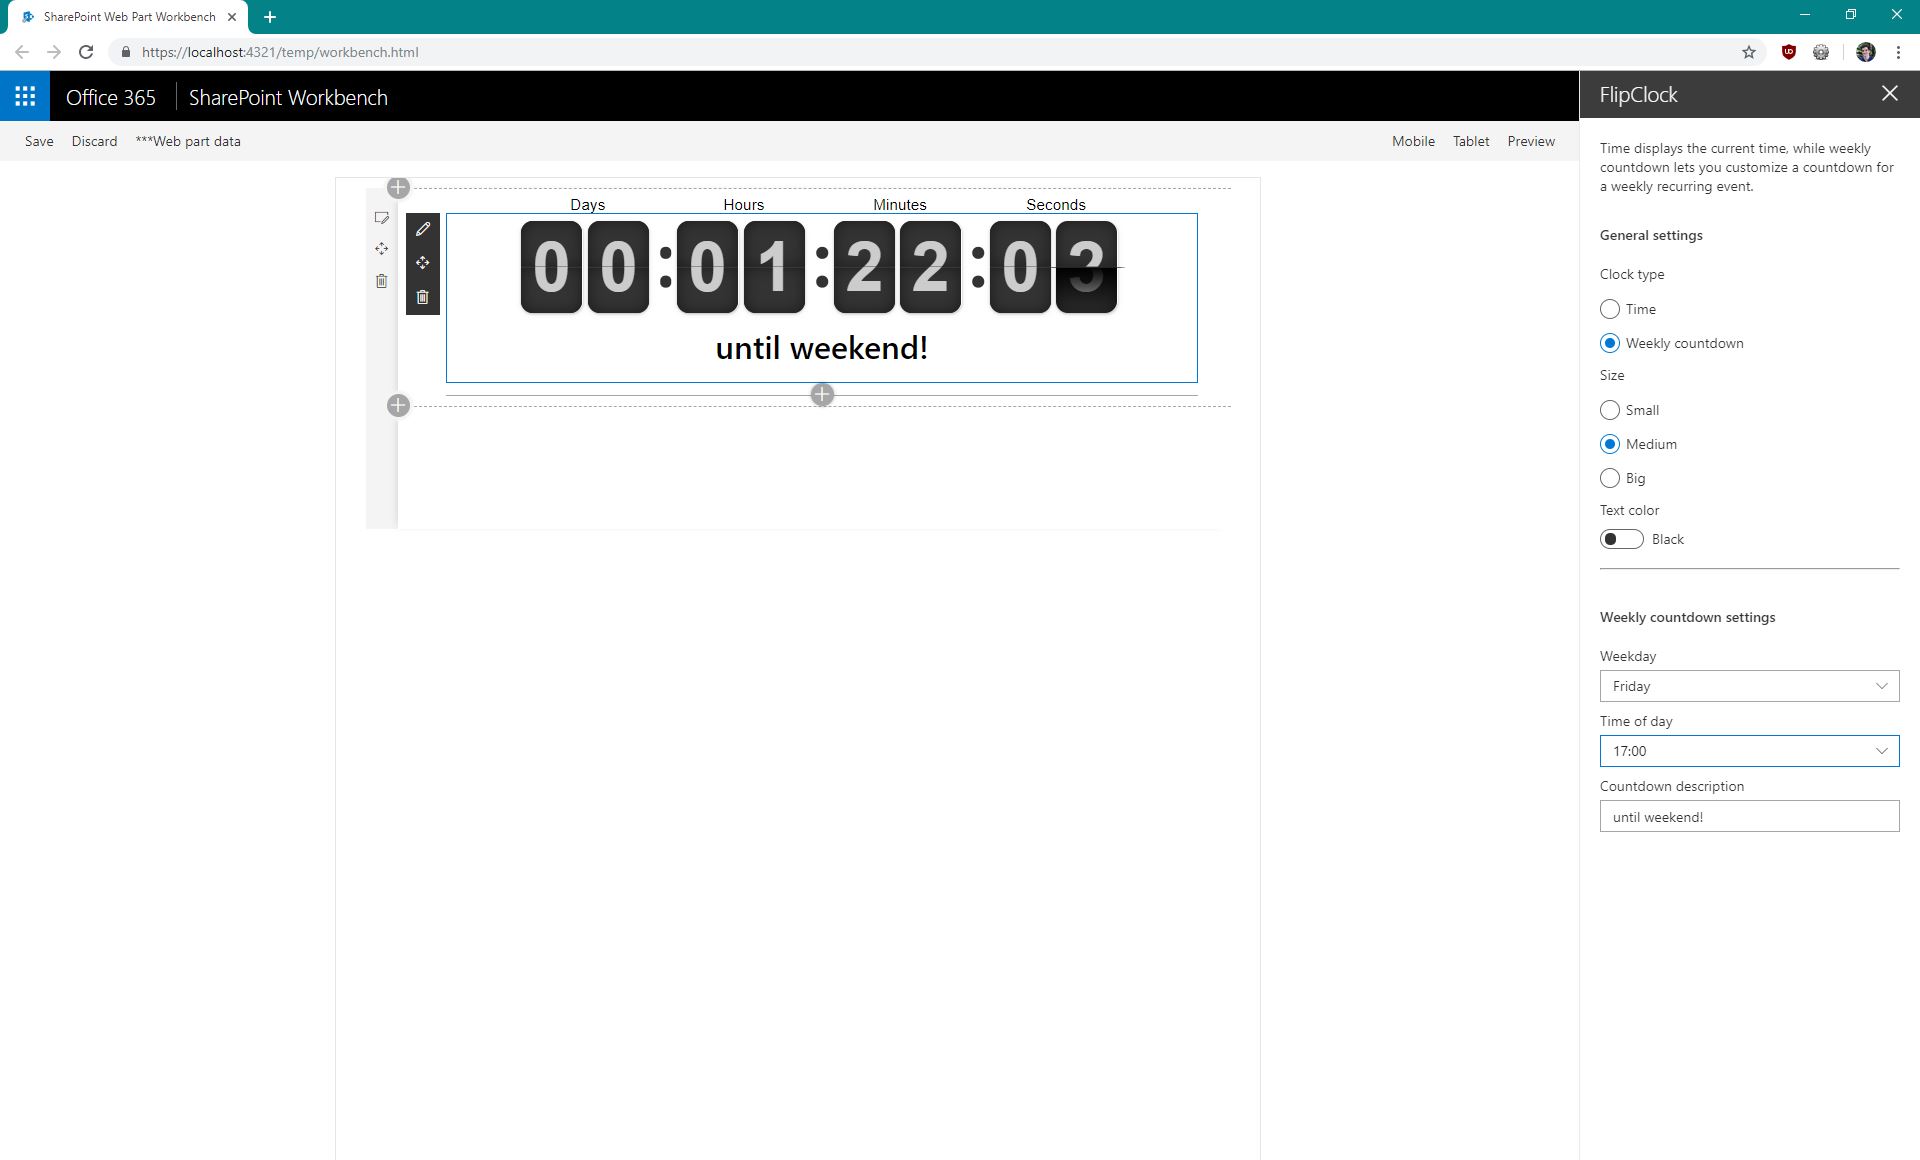 SharePoint Web Part Workbench
https://localhost:4321/temp/workbench.html
Office 365
SharePoint Workbench
FlipClock
Save
Discard
***Web part data
Mobile
Tablet
Preview
Time displays the current time, while weekly
countdown lets you customize a countdown for
a weekly recurring event.
Days
Hours
Minutes
Seconds
00:01:22:03
until weekend!
General settings
Clock type
Time
Weekly countdown
Size
Small
Medium
Big
Text color
Black
Weekly countdown settings
Weekday
Friday
Time of day
17:00
Countdown description
until weekend!